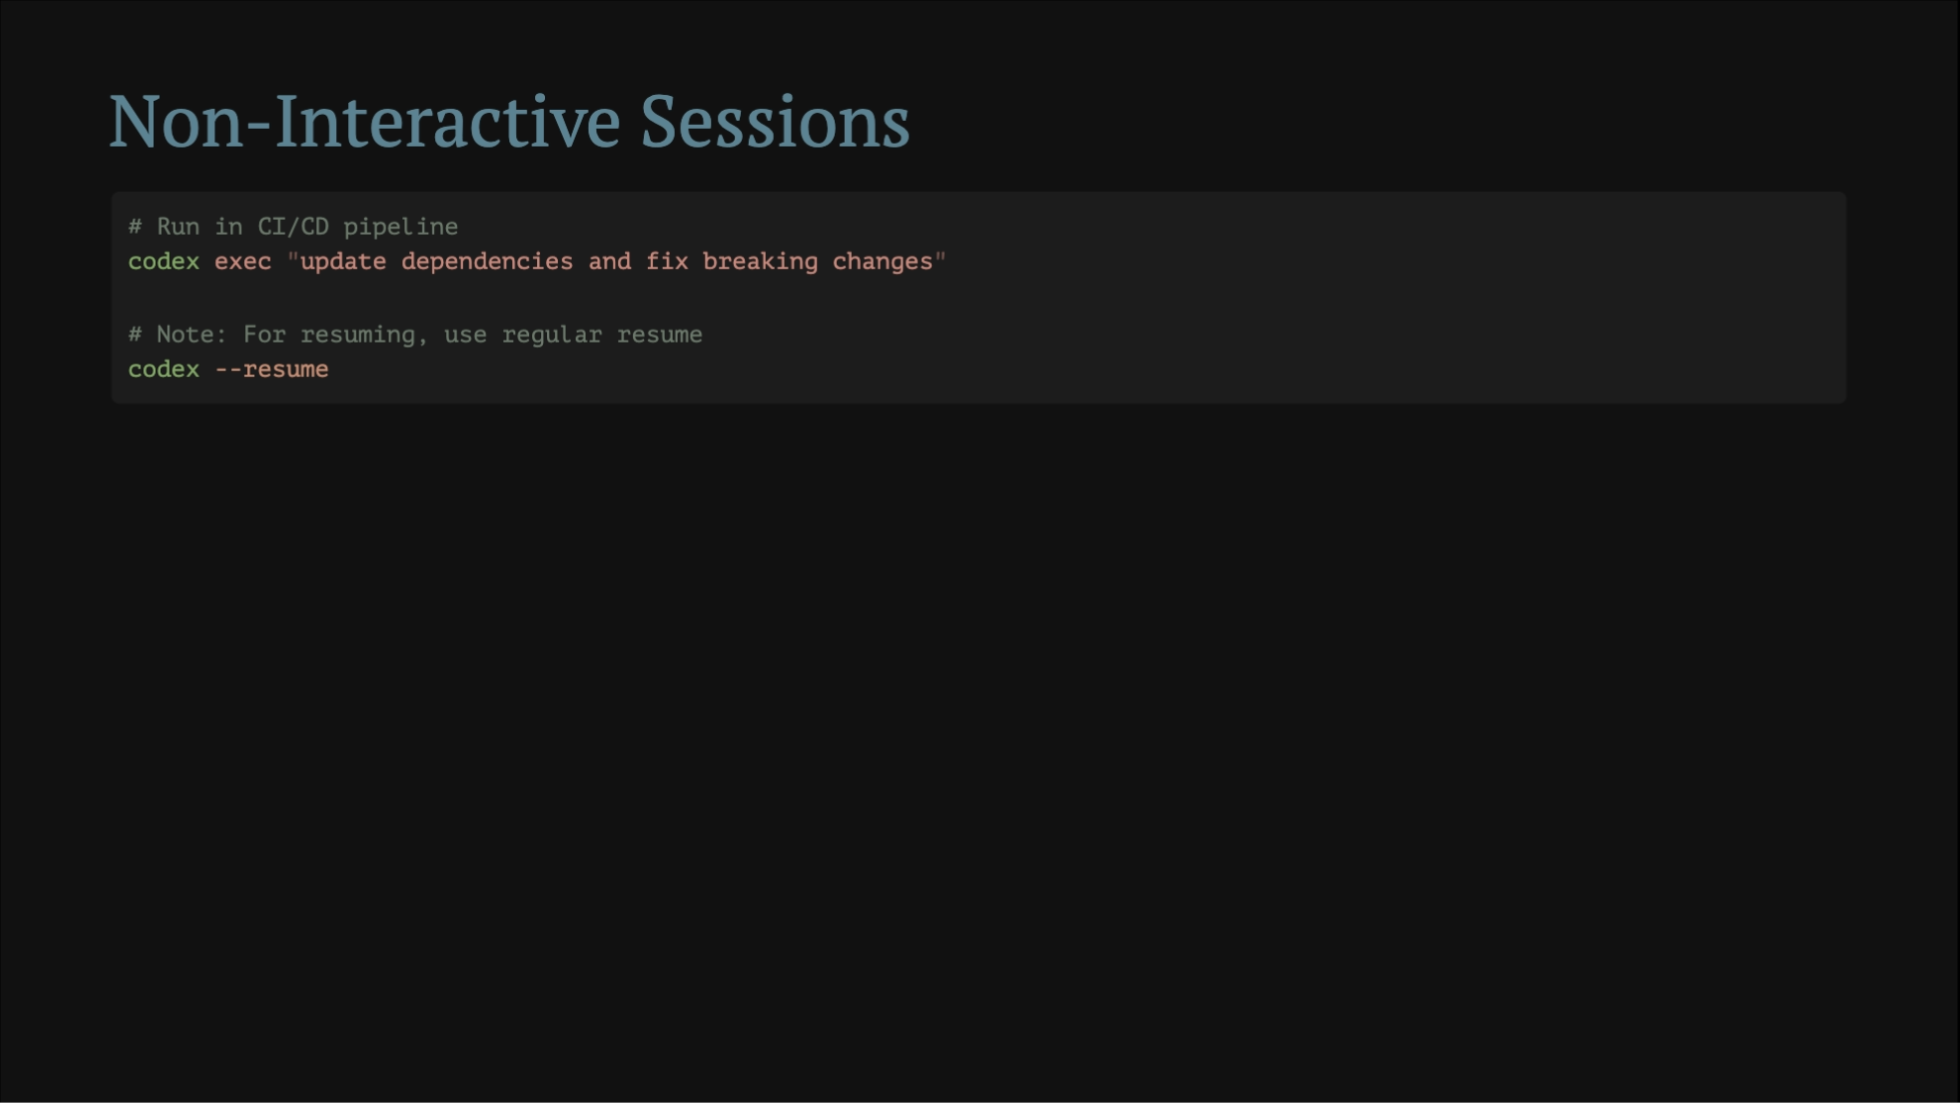 Non-Interactive Sessions
# Run in CI/CD pipeline
codex exec "update dependencies and fix breaking changes"
# Note: For resuming, use regular resume
codex --resume